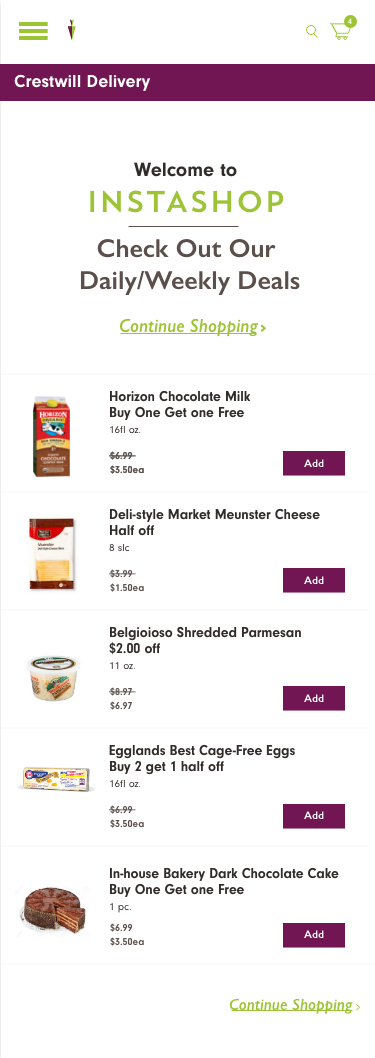 4
Crestwill Delivery
Welcome to
INSTASHOP
Check Out Our
Daily/Weekly Deals
Continue Shopping ›
Horizon Chocolate Milk
Buy One Get one Free
16fl oz.
$6.99
$3.50ea
Add
HORIZON
CHOCOLATE
Deli-style Market Meunster Cheese
Half off
8 slc
$3.99
$1.50ea
Add
Belgioioso Shredded Parmesan
$2.00 off
11 oz.
$8.97
$6.97
Add
Egglands Best Cage-Free Eggs
Buy 2 get 1 half off
16fl oz.
$6.99
$3.50ea
Add
In-house Bakery Dark Chocolate Cake
Buy One Get one Free
1 pc.
$6.99
$3.50ea
Add
Continue Shopping ›